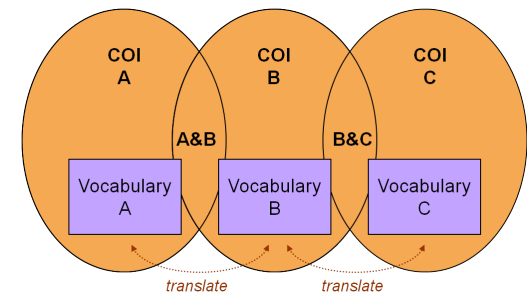 COI
A
COI
B
COI
C
A&B
B&C
Vocabulary
A
Vocabulary
B
Vocabulary
C
translate
translate